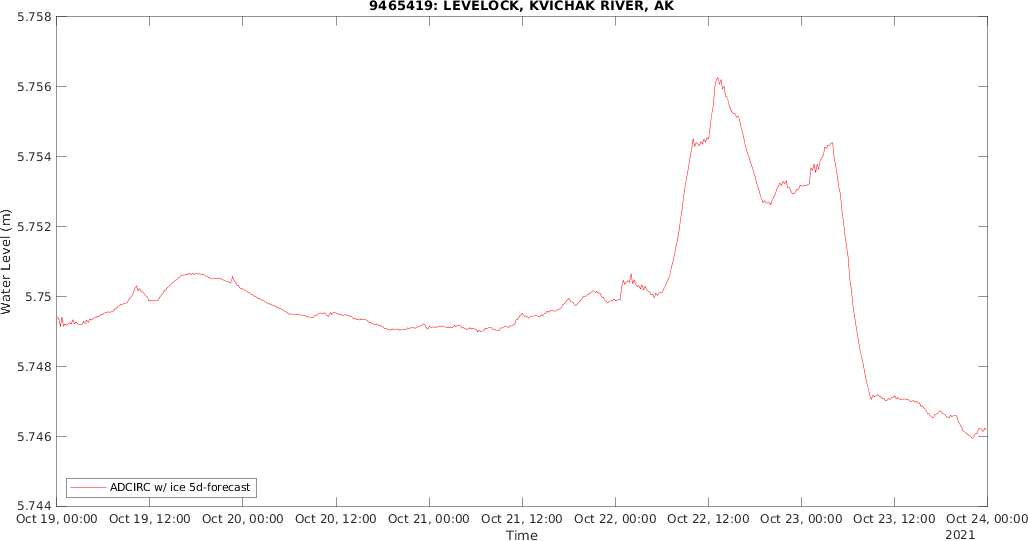 9465419: LEVELOCK, KVICHAK RIVER, AK
5.758
5.756
5.754
5.752
5.75
5.748
5.746
5.744
Water Level (m)
ADCIRC w/ ice 5d-forecast
Oct 19, 00:00 Oct 19, 12:00 Oct 20, 00:00 Oct 20, 12:00 Oct 21, 00:00 Oct 21, 12:00 Oct 22, 00:00 Oct 22, 12:00 Oct 23, 00:00 Oct 23, 12:00 Oct 24, 00:00
Time
2021